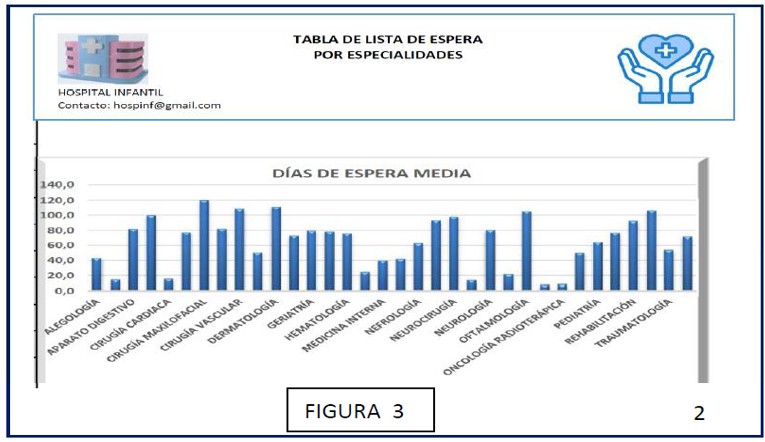 TABLA DE LISTA DE ESPERA
POR ESPECIALIDADES
HOSPITAL INFANTIL
Contacto: hospinf@gmail.com
DÍAS DE ESPERA MEDIA
140,0
120,0
100,0
80,0
60,0
40,0
20,0
0,0
ALEGOLOGÍA
APARATO DIGESTIVO
CIRUGÍA CARDIACA
CIRUGÍA MAXILOFACIAL
CIRUGÍA VASCULAR
DERMATOLOGÍA
GERIATRÍA
HEMATOLOGÍA
MEDICINA INTERNA
NEFROLOGÍA
NEUROCIRUGÍA
NEUROLOGÍA
OFTALMOLOGÍA
ONCOLOGÍA RADIOTERÁPICA
PEDIATRÍA
REHABILITACIÓN
TRAUMATOLOGÍA
FIGURA 3
2